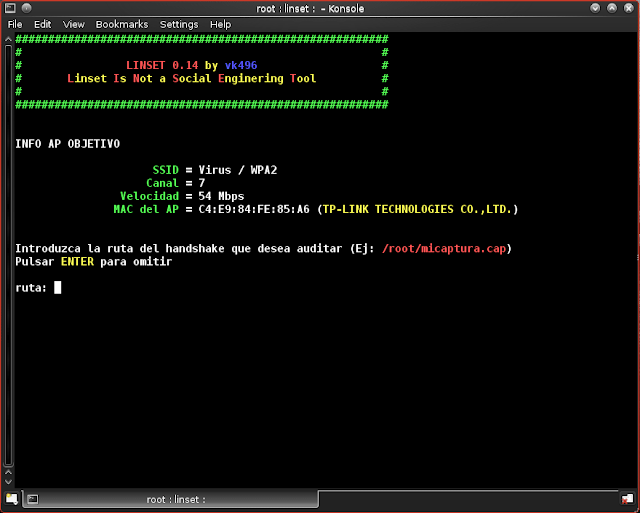 root : linset : – Konsole
File Edit View Bookmarks Settings Help
#########################################################
# #
# LINSET 0.14 by vk496 #
# Linset Is Not a Social Enginering Tool #
# #
#########################################################
INFO AP OBJETIVO
SSID = Virus / WPA2
Canal = 7
Velocidad = 54 Mbps
MAC del AP = C4:E9:84:FE:85:A6 (TP-LINK TECHNOLOGIES CO.,LTD.)
Introduzca la ruta del handshake que desea auditar (Ej: /root/micaptura.cap)
Pulsar ENTER para omitir
ruta:
root : linset :